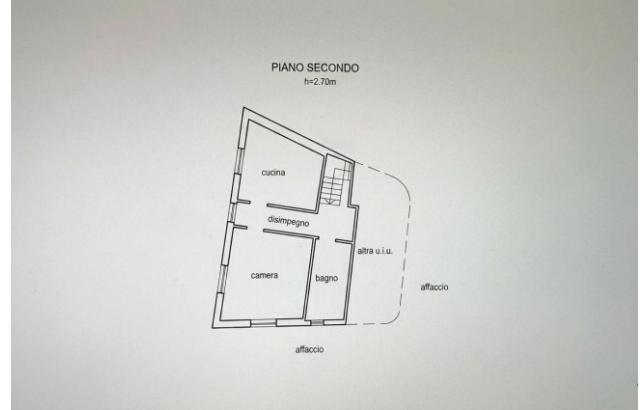 PIANO SECONDO
h=2.70m
cucina
disimpegno
altra u.i.u.
camera
bagno
affaccio
affaccio